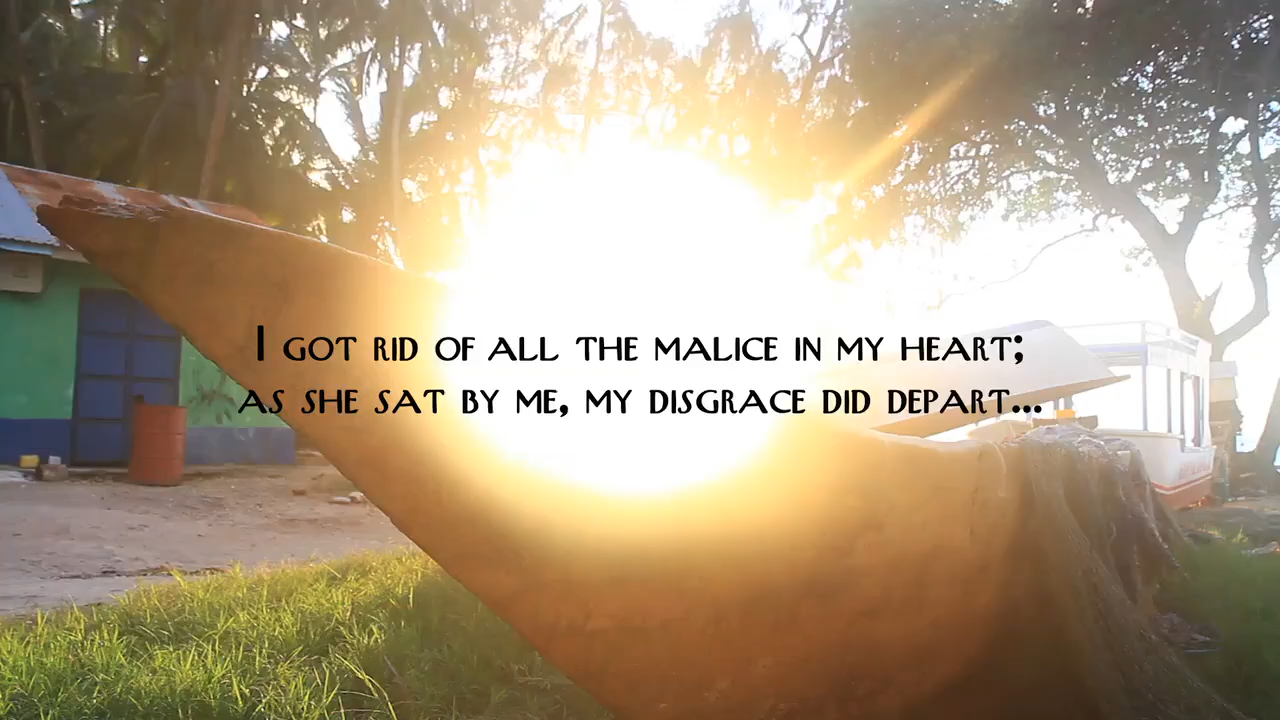 I got rid of all the malice in my heart;
as she sat by me, my disgrace did depart...